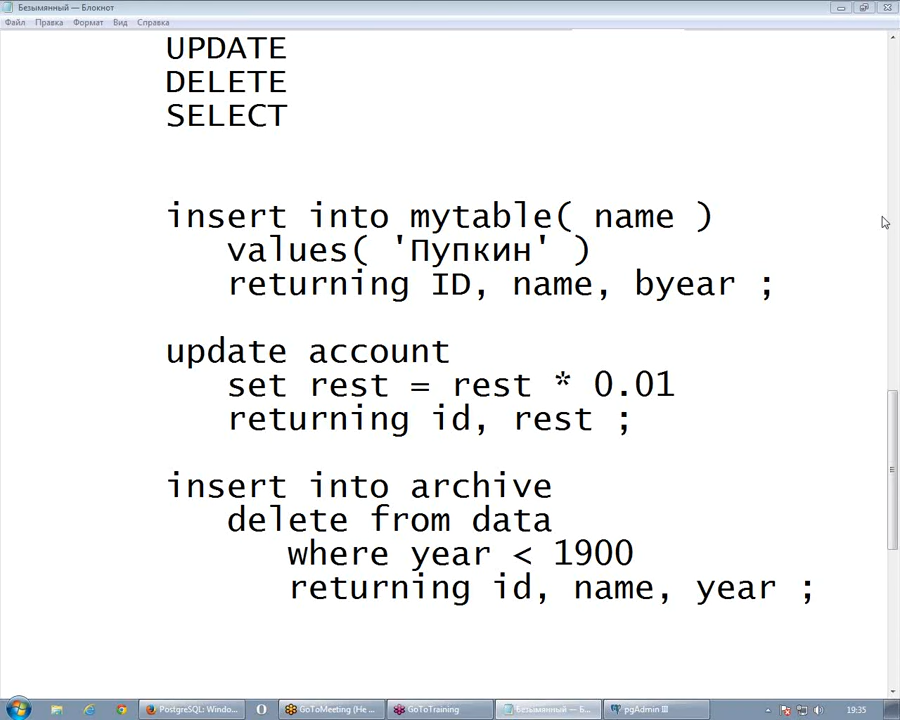 Безымянный — Блокнот
Файл Правка Формат Вид Справка
UPDATE
DELETE
SELECT
insert into mytable( name )
values( 'Пупкин' )
returning ID, name, byear ;
update account
set rest = rest * 0.01
returning id, rest ;
insert into archive
delete from data
where year < 1900
returning id, name, year ;
PostgreSQL: Windo... GoToMeeting (Не ... GoToTraining Безымянный — Б... pgAdmin III 19:35